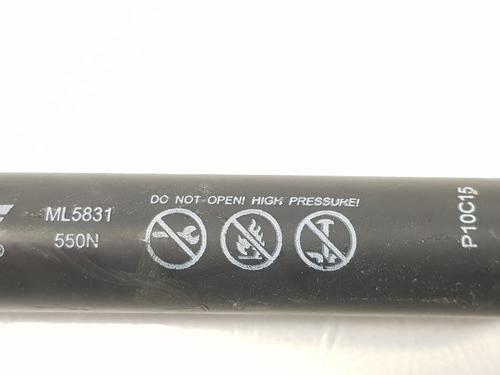 ML5831
550N
DO NOT OPEN! HIGH PRESSURE!
P10C15
®